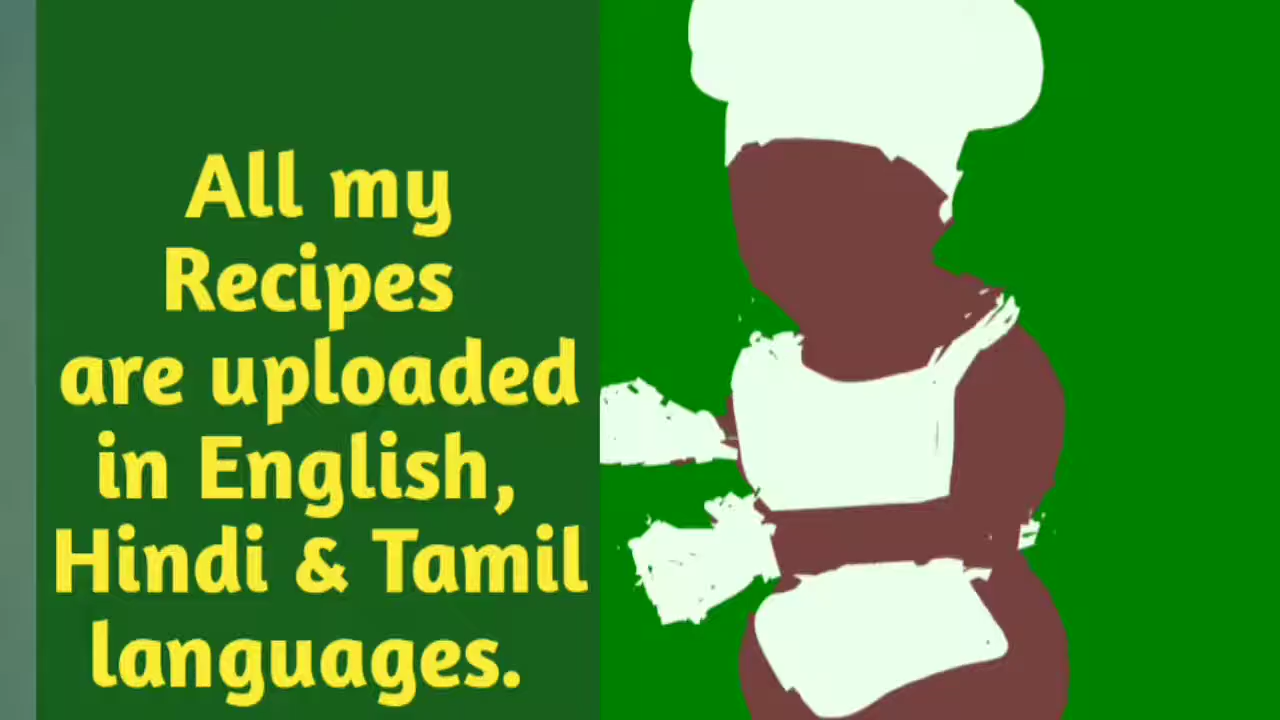 All my
Recipes
are uploaded
in English,
Hindi & Tamil
languages.